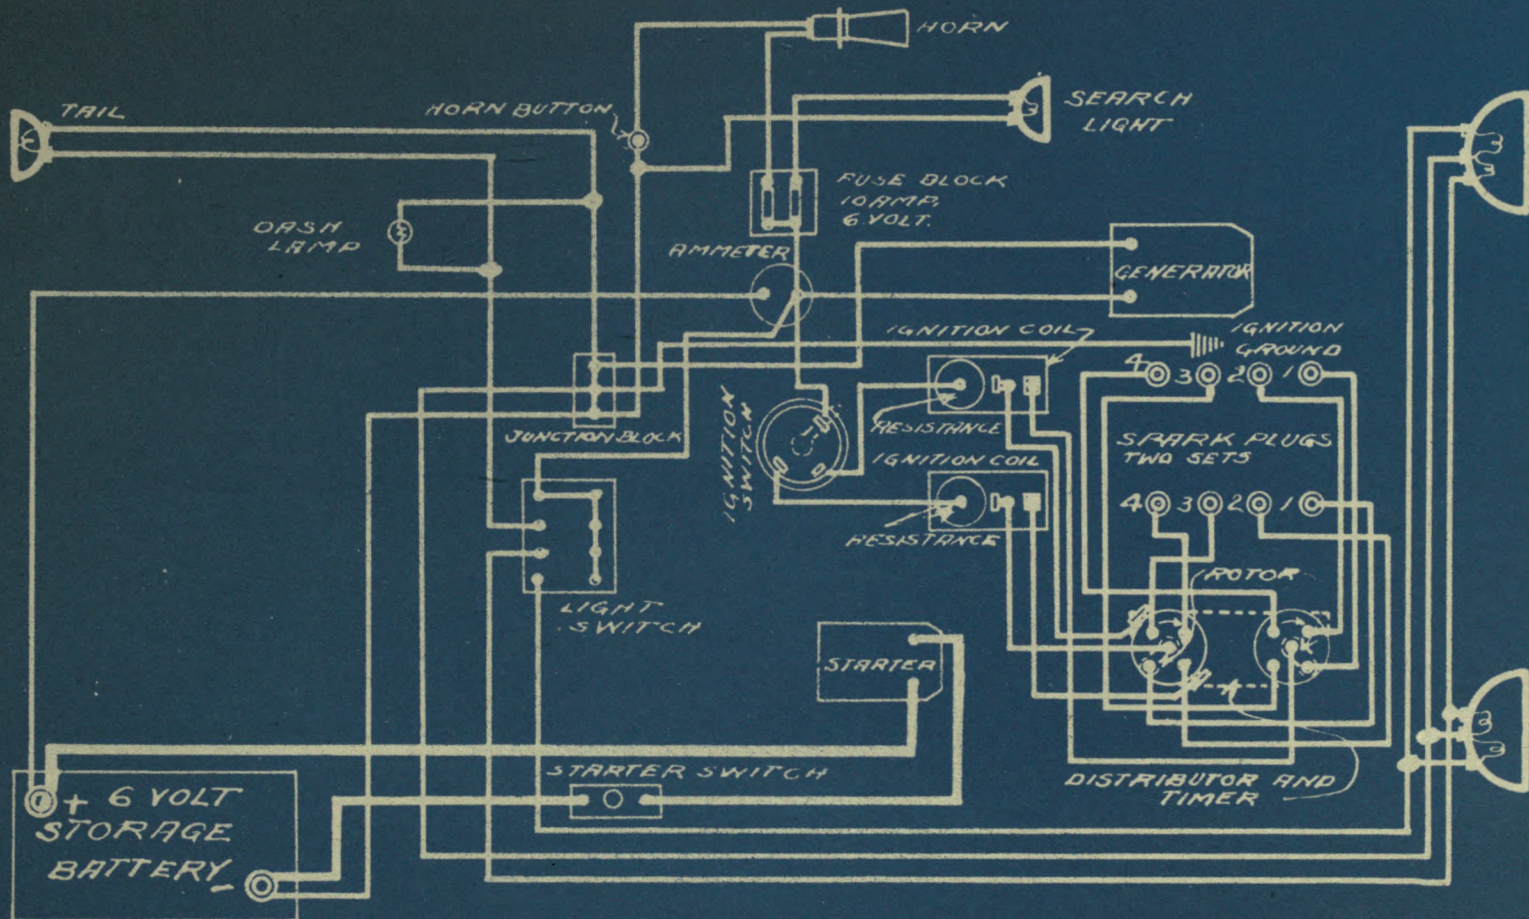 HORN
TAIL
HORN BUTTON
SEARCH
LIGHT
FUSE BLOCK
10 AMP.
6 VOLT.
DASH
LAMP
AMMETER
GENERATOR
IGNITION COIL
IGNITION
GROUND
4 3 2 1
RESISTANCE
JUNCTION BLOCK
IGNITION
SWITCH
SPARK PLUGS
TWO SETS
IGNITION COIL
4 3 2 1
RESISTANCE
ROTOR
LIGHT
SWITCH
STARTER
STARTER SWITCH
DISTRIBUTOR AND
TIMER
+ 6 VOLT
STORAGE
BATTERY -